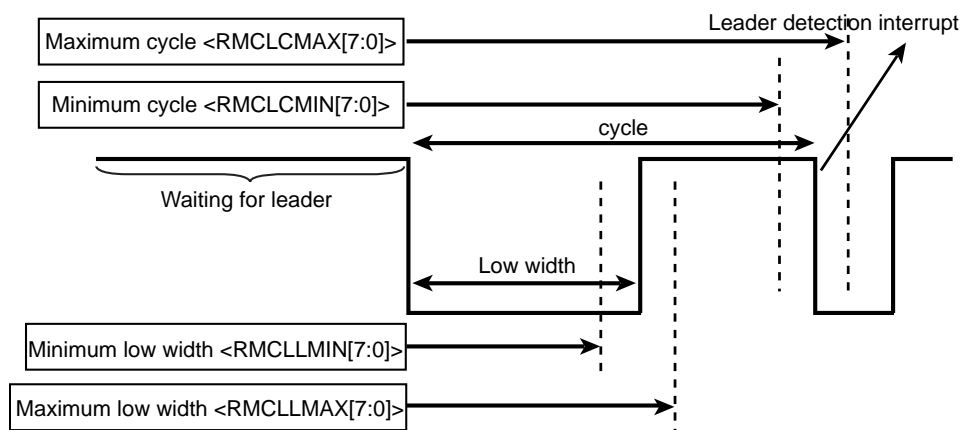 Leader detection interrupt
Maximum cycle <RMCLCMAX[7:0]>
Minimum cycle <RMCLCMIN[7:0]>
cycle
Waiting for leader
Low width
Minimum low width <RMCLLMIN[7:0]>
Maximum low width <RMCLLMAX[7:0]>